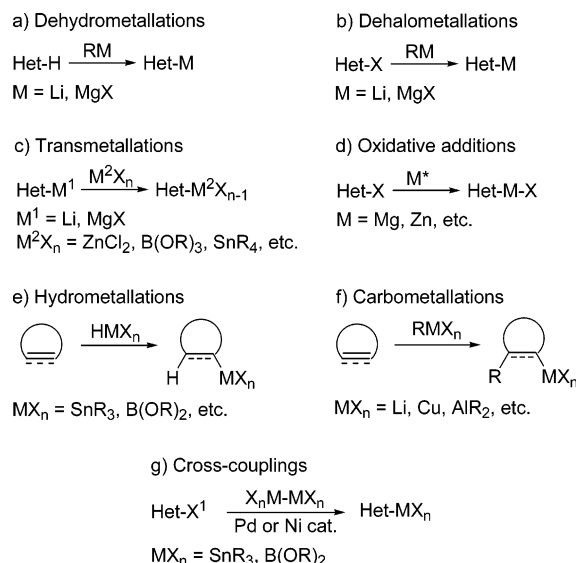 a) Dehydrometallations
Het-H RM Het-M
M = Li, MgX
b) Dehalometallations
Het-X RM Het-M
M = Li, MgX
c) Transmetallations
Het-M¹ M²Xₙ Het-M²Xₙ₋₁
M¹ = Li, MgX
M²Xₙ = ZnCl₂, B(OR)₃, SnR₄, etc.
d) Oxidative additions
Het-X M* Het-M-X
M = Mg, Zn, etc.
e) Hydrometallations
HMXₙ
H
MXₙ
MXₙ = SnR₃, B(OR)₂, etc.
f) Carbometallations
RMXₙ
R
MXₙ
MXₙ = Li, Cu, AlR₂, etc.
g) Cross-couplings
Het-X¹ XₙM-MXₙ Het-MXₙ
Pd or Ni cat.
MXₙ = SnR₃, B(OR)₂